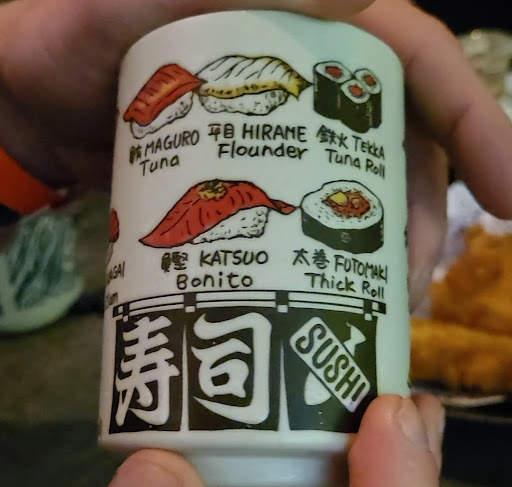 鮪 MAGURO
Tuna
平目 HIRAME
Flounder
鉄火 TEKKA
Tuna Roll
鰹 KATSUO
Bonito
太巻 FUTOMAKI
Thick Roll
寿司
SUSHI